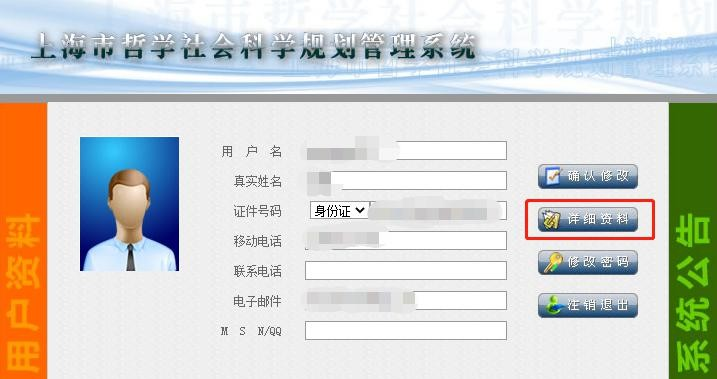 上海市哲学社会科学规划管理系统
用户资料
用 户 名
真实姓名
证件号码
身份证
移动电话
联系电话
电子邮件
M S N/QQ
确认修改
详细资料
修改密码
注销退出
系统公告